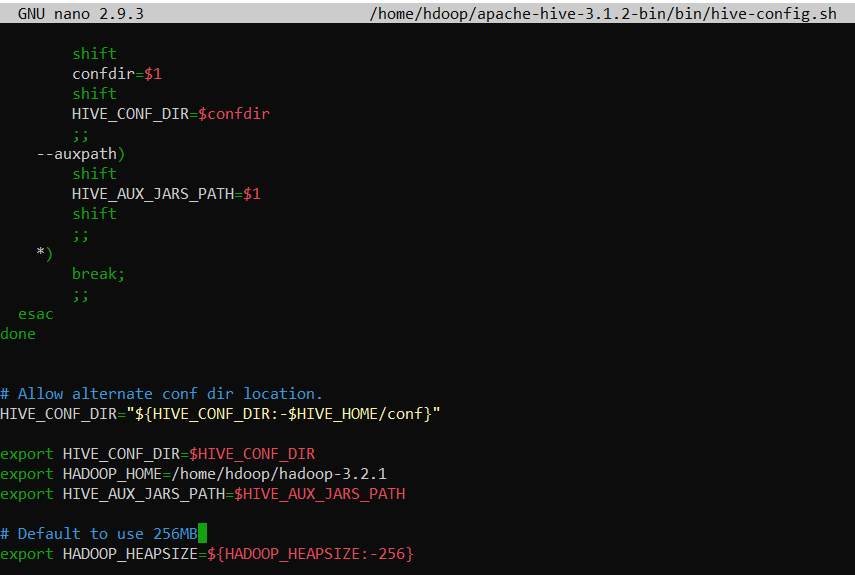 GNU nano 2.9.3 /home/hdoop/apache-hive-3.1.2-bin/bin/hive-config.sh
shift
confdir=$1
shift
HIVE_CONF_DIR=$confdir
;;
--auxpath)
shift
HIVE_AUX_JARS_PATH=$1
shift
;;
*)
break;
;;
esac
done
# Allow alternate conf dir location.
HIVE_CONF_DIR="${HIVE_CONF_DIR:-$HIVE_HOME/conf}"
export HIVE_CONF_DIR=$HIVE_CONF_DIR
export HADOOP_HOME=/home/hdoop/hadoop-3.2.1
export HIVE_AUX_JARS_PATH=$HIVE_AUX_JARS_PATH
# Default to use 256MB
export HADOOP_HEAPSIZE=${HADOOP_HEAPSIZE:-256}